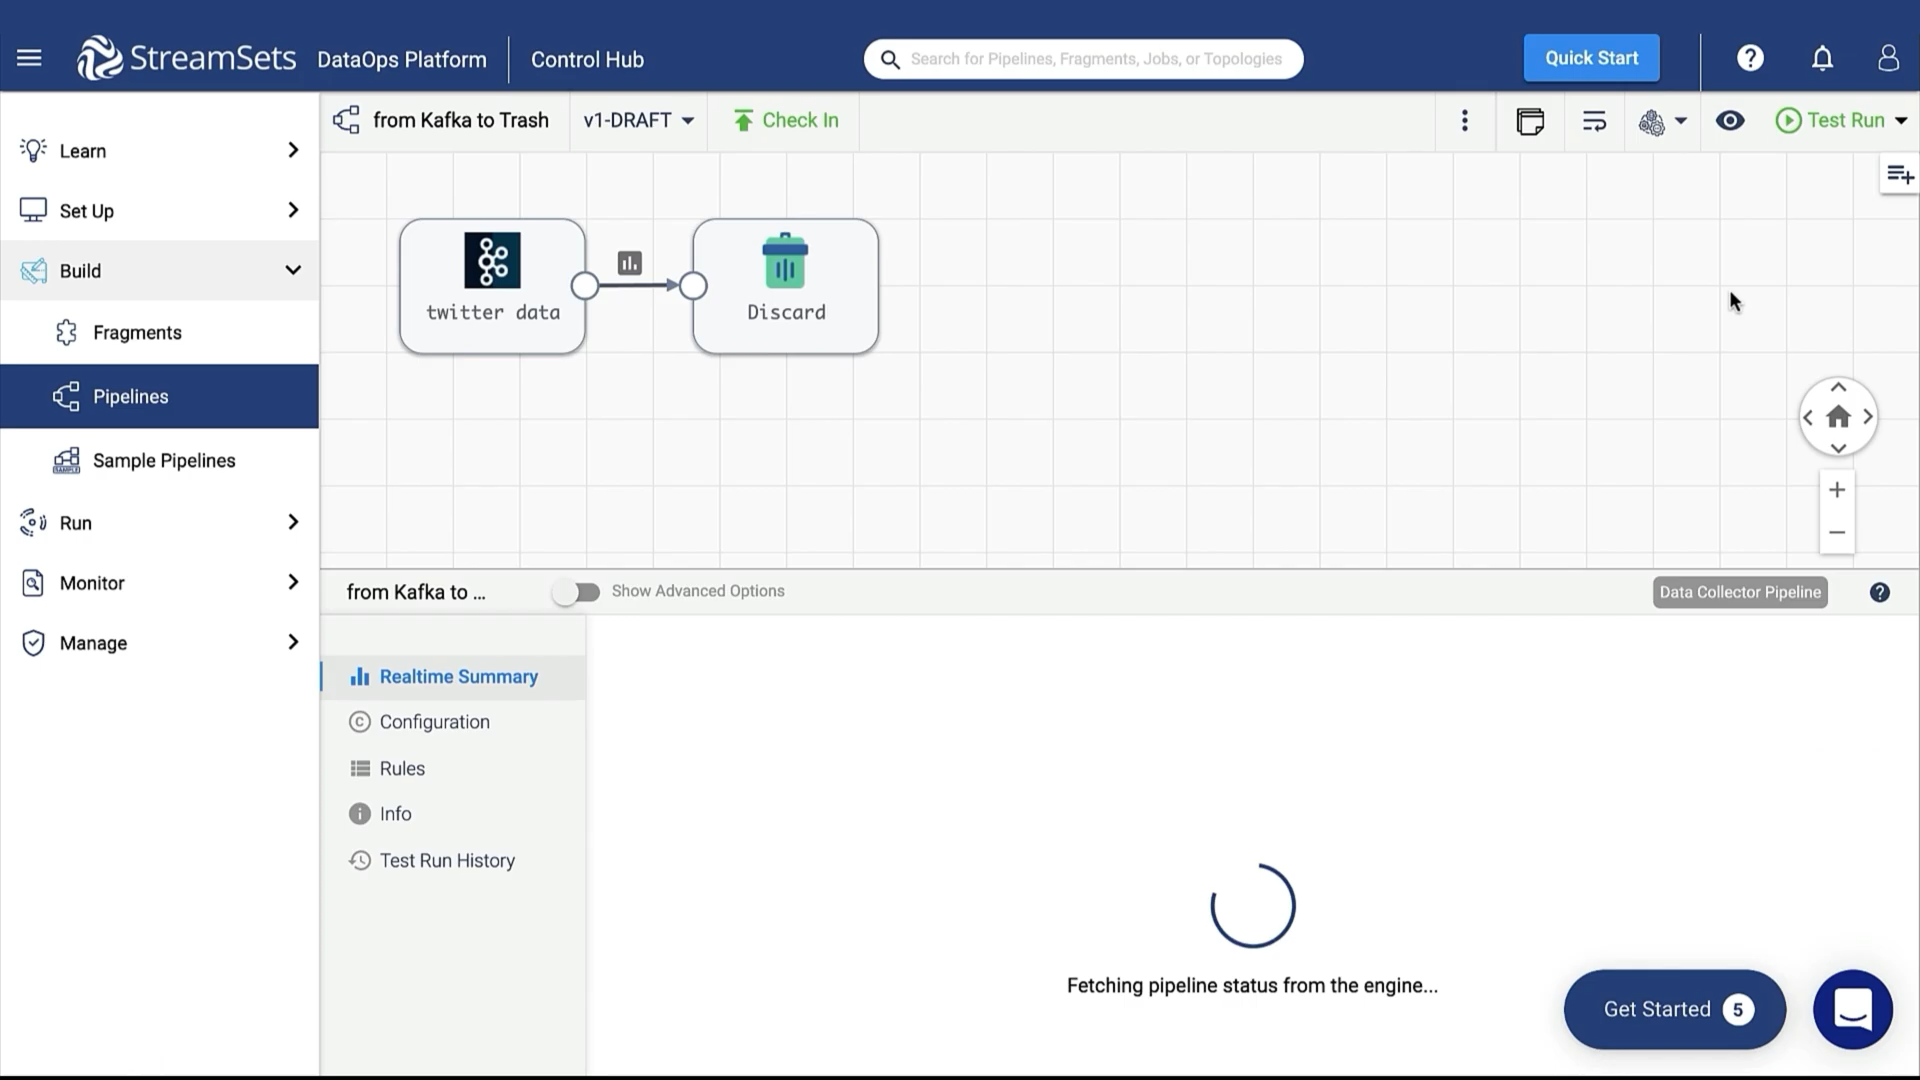 StreamSets DataOps Platform Control Hub Search for Pipelines, Fragments, Jobs, or Topologies Quick Start ?
from Kafka to Trash v1-DRAFT Check In Test Run
Learn
Set Up
Build
Fragments
Pipelines
SAMPLE
Sample Pipelines
Run
Monitor
Manage
twitter data
Discard
from Kafka to ... Show Advanced Options Data Collector Pipeline ?
Realtime Summary
Configuration
Rules
Info
Test Run History
Fetching pipeline status from the engine...
Get Started 5